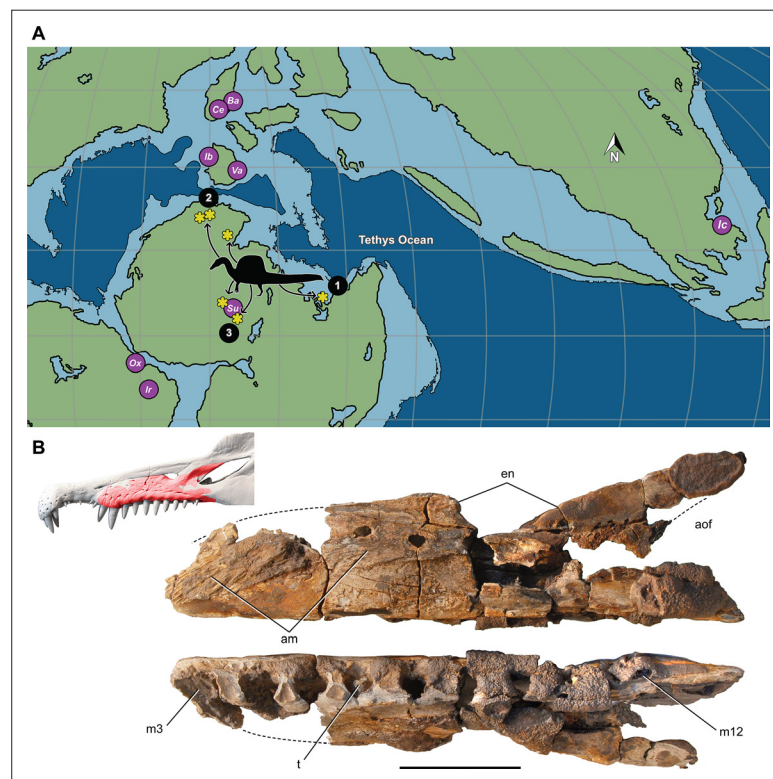 A
Ba
Ce
N
Ib
Va
2
Ic
Tethys Ocean
1
Su
3
Ox
Ir
B
en
aof
am
m3
m12
t